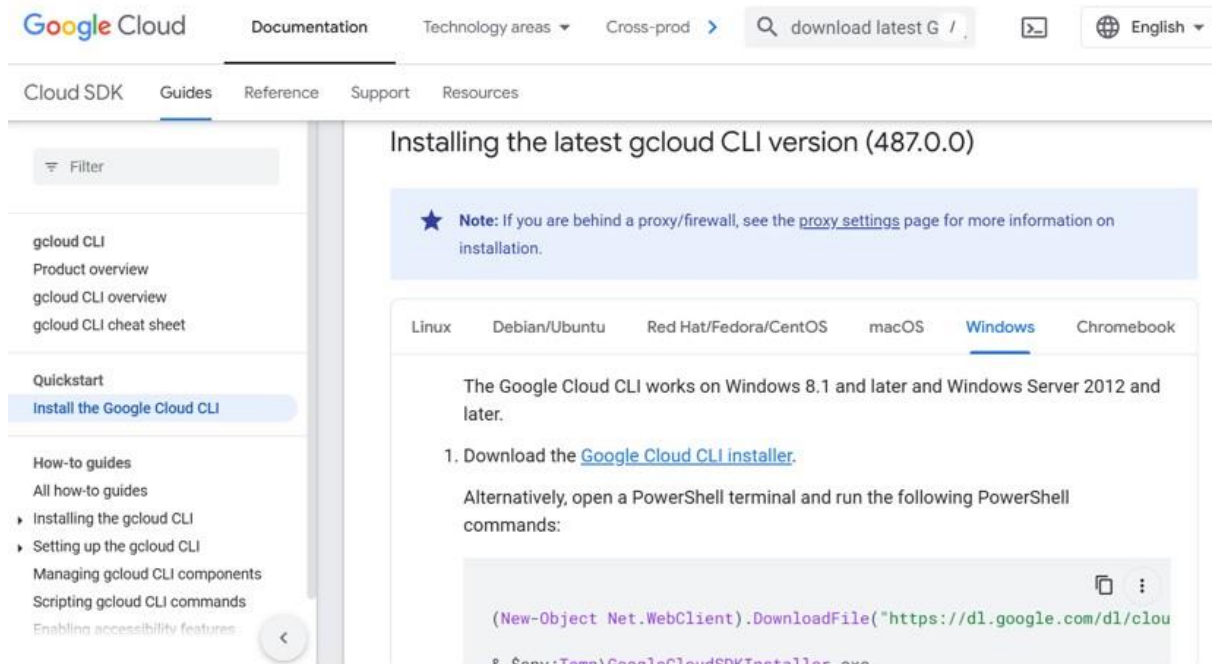 Google Cloud
Documentation
Technology areas
Cross-prod
download latest G /
English
Cloud SDK
Guides
Reference
Support
Resources
Filter
gcloud CLI
Product overview
gcloud CLI overview
gcloud CLI cheat sheet
Quickstart
Install the Google Cloud CLI
How-to guides
All how-to guides
Installing the gcloud CLI
Setting up the gcloud CLI
Managing gcloud CLI components
Scripting gcloud CLI commands
Enabling accessibility features
Installing the latest gcloud CLI version (487.0.0)
Note: If you are behind a proxy/firewall, see the proxy settings page for more information on
installation.
Linux
Debian/Ubuntu
Red Hat/Fedora/CentOS
macOS
Windows
Chromebook
The Google Cloud CLI works on Windows 8.1 and later and Windows Server 2012 and
later.
1. Download the Google Cloud CLI installer.
Alternatively, open a PowerShell terminal and run the following PowerShell
commands:
(New-Object Net.WebClient).DownloadFile("https://dl.google.com/dl/clou
& $env:Temp\GoogleCloudSDKInstaller.exe